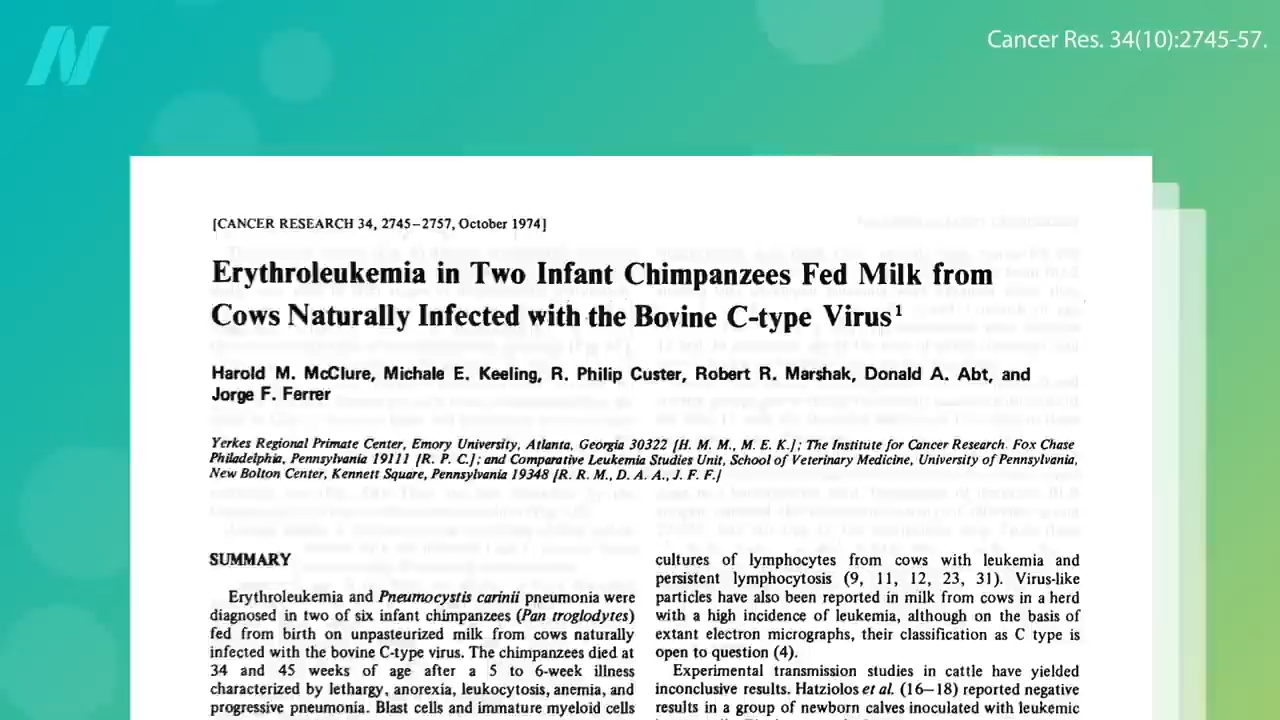 Cancer Res. 34(10):2745-57.
[CANCER RESEARCH 34, 2745–2757, October 1974]
Erythroleukemia in Two Infant Chimpanzees Fed Milk from
Cows Naturally Infected with the Bovine C-type Virus¹
Harold M. McClure, Michale E. Keeling, R. Philip Custer, Robert R. Marshak, Donald A. Abt, and
Jorge F. Ferrer
Yerkes Regional Primate Center, Emory University, Atlanta, Georgia 30322 [H. M. M., M. E. K.]; The Institute for Cancer Research. Fox Chase
Philadelphia, Pennsylvania 19111 [R. P. C.]; and Comparative Leukemia Studies Unit, School of Veterinary Medicine, University of Pennsylvania,
New Bolton Center, Kennett Square, Pennsylvania 19348 [R. R. M., D. A. A., J. F. F.]
SUMMARY
Erythroleukemia and Pneumocystis carinii pneumonia were
diagnosed in two of six infant chimpanzees (Pan troglodytes)
fed from birth on unpasteurized milk from cows naturally
infected with the bovine C-type virus. The chimpanzees died at
34 and 45 weeks of age after a 5 to 6-week illness
characterized by lethargy, anorexia, leukocytosis, anemia, and
progressive pneumonia. Blast cells and immature myeloid cells
cultures of lymphocytes from cows with leukemia and
persistent lymphocytosis (9, 11, 12, 23, 31). Virus-like
particles have also been reported in milk from cows in a herd
with a high incidence of leukemia, although on the basis of
extant electron micrographs, their classification as C type is
open to question (4).
Experimental transmission studies in cattle have yielded
inconclusive results. Hatziolos et al. (16–18) reported negative
results in a group of newborn calves inoculated with leukemic